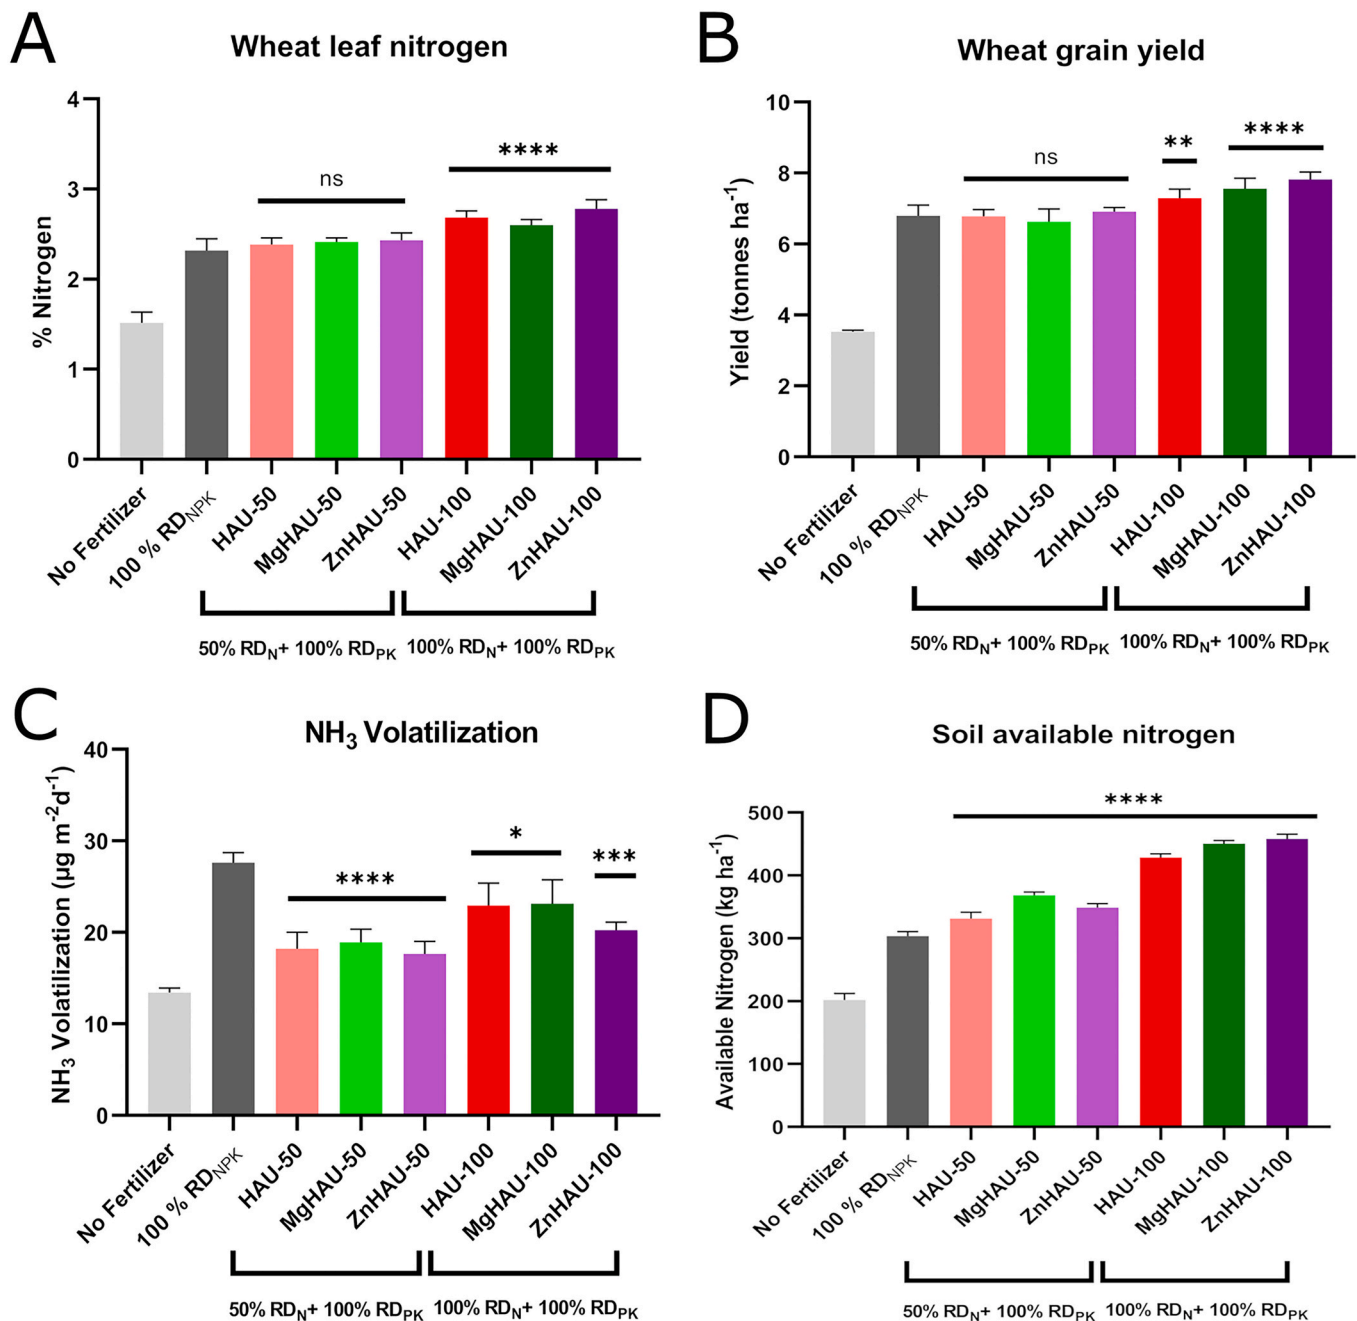 A
Wheat leaf nitrogen
% Nitrogen
4
3
2
1
0
ns
****
No Fertilizer
100 % RDNPK
HAU-50
MgHAU-50
ZnHAU-50
HAU-100
MgHAU-100
ZnHAU-100
50% RDN+ 100% RDPK
100% RDN+ 100% RDPK
B
Wheat grain yield
Yield (tonnes ha-1)
10
8
6
4
2
0
ns
**
****
No Fertilizer
100 % RDNPK
HAU-50
MgHAU-50
ZnHAU-50
HAU-100
MgHAU-100
ZnHAU-100
50% RDN+ 100% RDPK
100% RDN+ 100% RDPK
C
NH3 Volatilization
NH3 Volatilization (µg m-2d-1)
40
30
20
10
0
****
*
***
No Fertilizer
100 % RDNPK
HAU-50
MgHAU-50
ZnHAU-50
HAU-100
MgHAU-100
ZnHAU-100
50% RDN+ 100% RDPK
100% RDN+ 100% RDPK
D
Soil available nitrogen
Available Nitrogen (kg ha-1)
500
400
300
200
100
0
****
No Fertilizer
100 % RDNPK
HAU-50
MgHAU-50
ZnHAU-50
HAU-100
MgHAU-100
ZnHAU-100
50% RDN+ 100% RDPK
100% RDN+ 100% RDPK